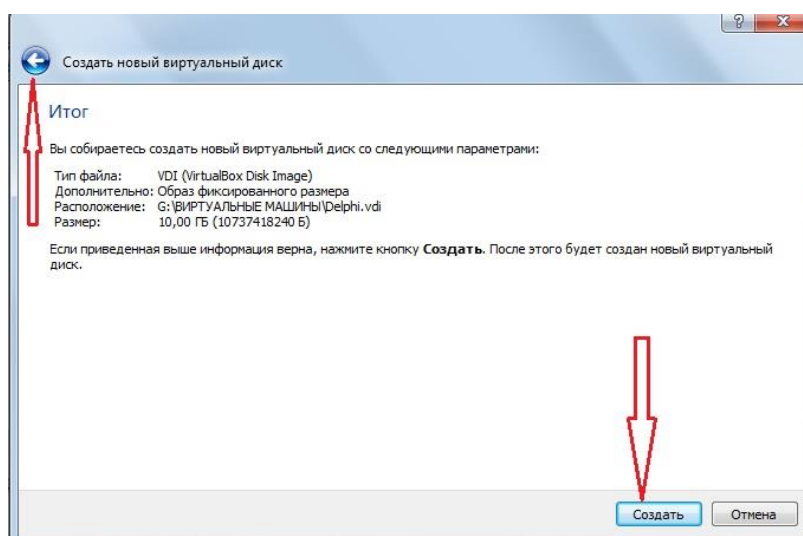 Создать новый виртуальный диск
Итог
Вы собираетесь создать новый виртуальный диск со следующими параметрами:
Тип файла: VDI (VirtualBox Disk Image)
Дополнительно: Образ фиксированного размера
Расположение: G:\ВИРТУАЛЬНЫЕ МАШИНЫ\Delphi.vdi
Размер: 10,00 ГБ (10737418240 Б)
Если приведенная выше информация верна, нажмите кнопку Создать. После этого будет создан новый виртуальный
диск.
Создать Отмена